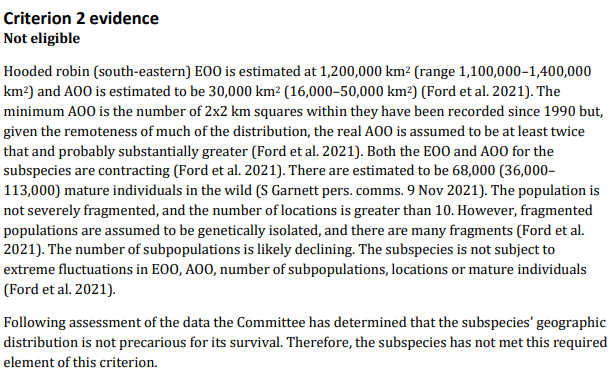 Criterion 2 evidence
Not eligible
Hooded robin (south-eastern) EOO is estimated at 1,200,000 km² (range 1,100,000–1,400,000
km²) and AOO is estimated to be 30,000 km² (16,000–50,000 km²) (Ford et al. 2021). The
minimum AOO is the number of 2x2 km squares within they have been recorded since 1990 but,
given the remoteness of much of the distribution, the real AOO is assumed to be at least twice
that and probably substantially greater (Ford et al. 2021). Both the EOO and AOO for the
subspecies are contracting (Ford et al. 2021). There are estimated to be 68,000 (36,000–
113,000) mature individuals in the wild (S Garnett pers. comms. 9 Nov 2021). The population is
not severely fragmented, and the number of locations is greater than 10. However, fragmented
populations are assumed to be genetically isolated, and there are many fragments (Ford et al.
2021). The number of subpopulations is likely declining. The subspecies is not subject to
extreme fluctuations in EOO, AOO, number of subpopulations, locations or mature individuals
(Ford et al. 2021).
Following assessment of the data the Committee has determined that the subspecies’ geographic
distribution is not precarious for its survival. Therefore, the subspecies has not met this required
element of this criterion.